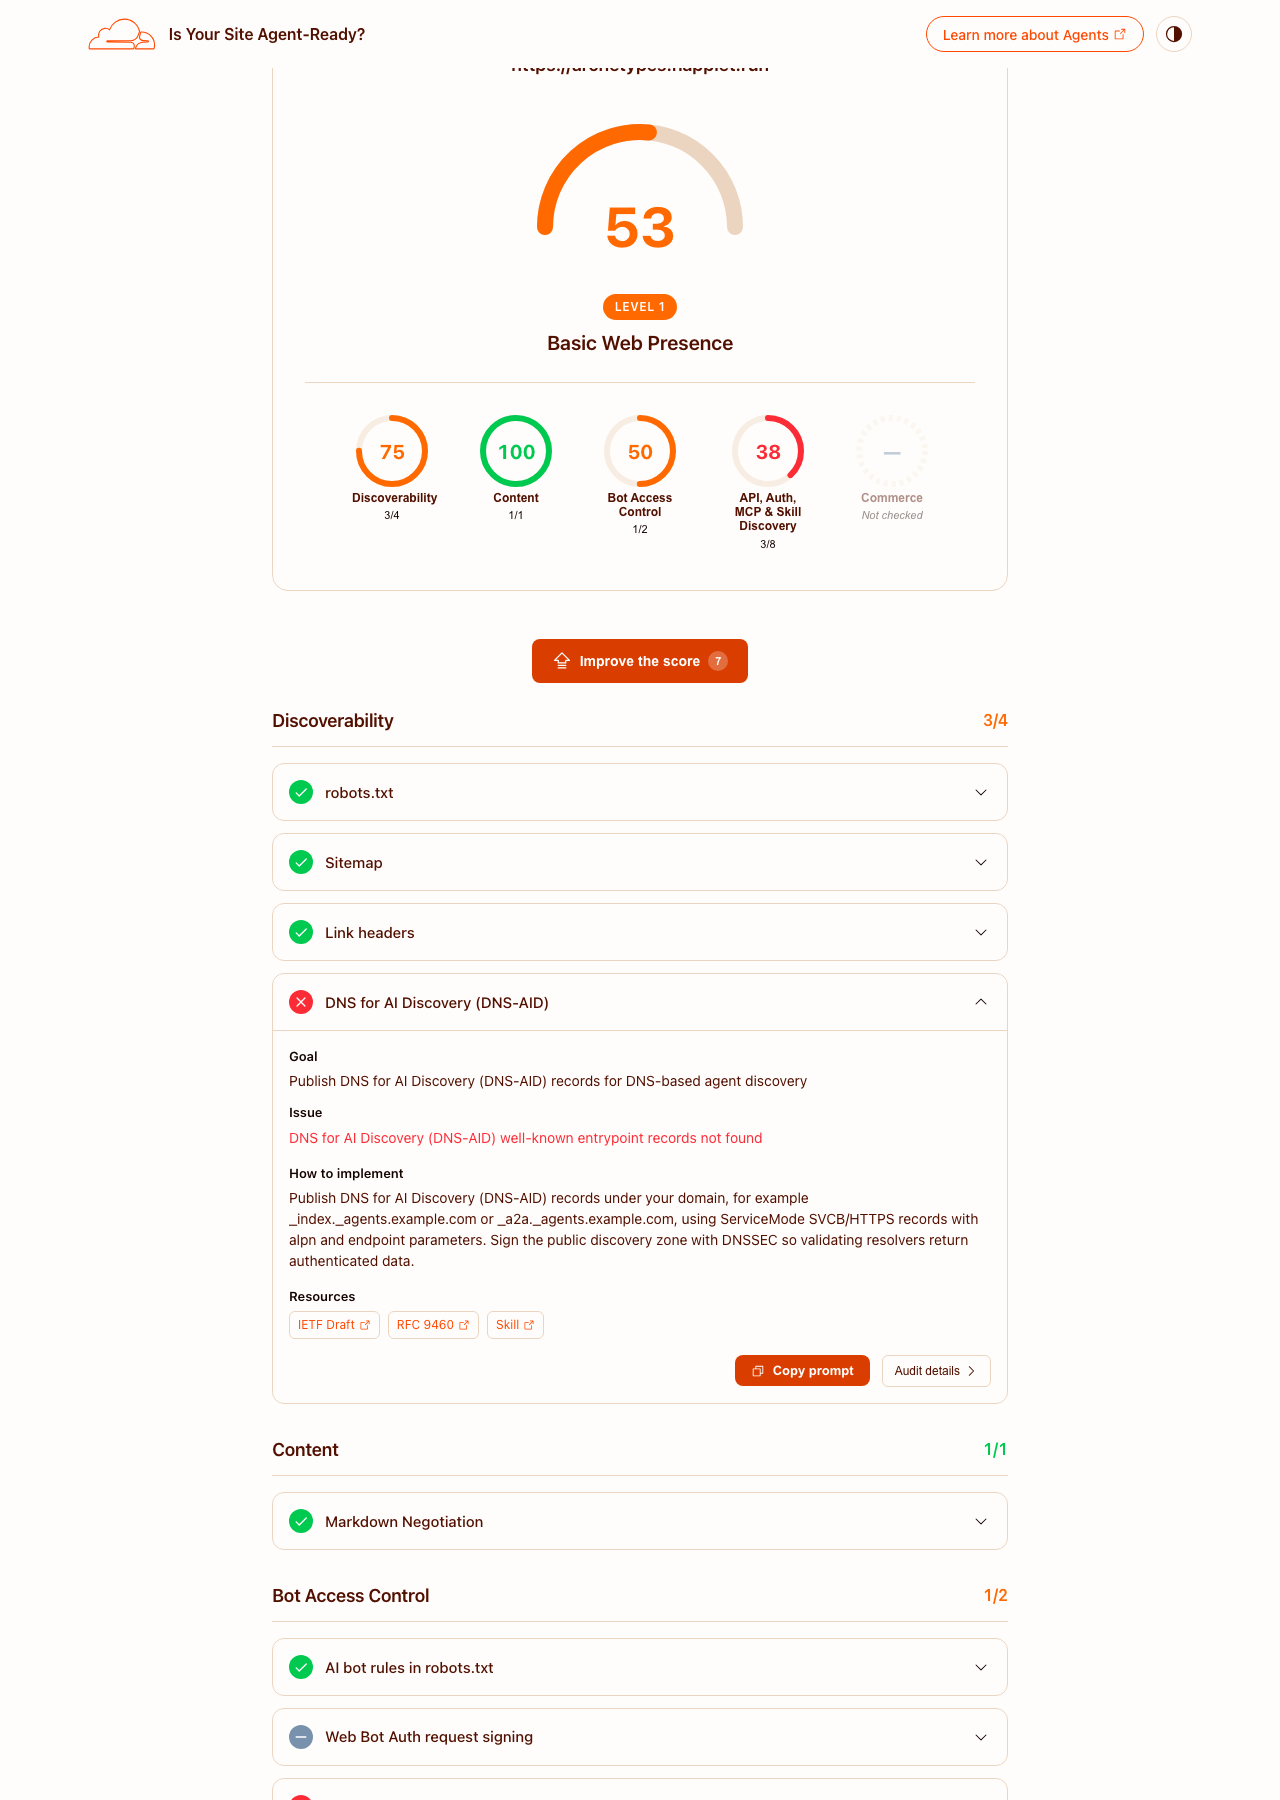 Is Your Site Agent-Ready?
Learn more about Agents
https://archetypes.happlet.run
53
LEVEL 1
Basic Web Presence
75
Discoverability
3/4
100
Content
1/1
50
Bot Access
Control
1/2
38
API, Auth,
MCP & Skill
Discovery
3/8
—
Commerce
Not checked
Improve the score 7
Discoverability 3/4
robots.txt
Sitemap
Link headers
DNS for AI Discovery (DNS-AID)
Goal
Publish DNS for AI Discovery (DNS-AID) records for DNS-based agent discovery
Issue
DNS for AI Discovery (DNS-AID) well-known entrypoint records not found
How to implement
Publish DNS for AI Discovery (DNS-AID) records under your domain, for example
_index._agents.example.com or _a2a._agents.example.com, using ServiceMode SVCB/HTTPS records with
alpn and endpoint parameters. Sign the public discovery zone with DNSSEC so validating resolvers return
authenticated data.
Resources
IETF Draft RFC 9460 Skill
Copy prompt Audit details
Content 1/1
Markdown Negotiation
Bot Access Control 1/2
AI bot rules in robots.txt
Web Bot Auth request signing